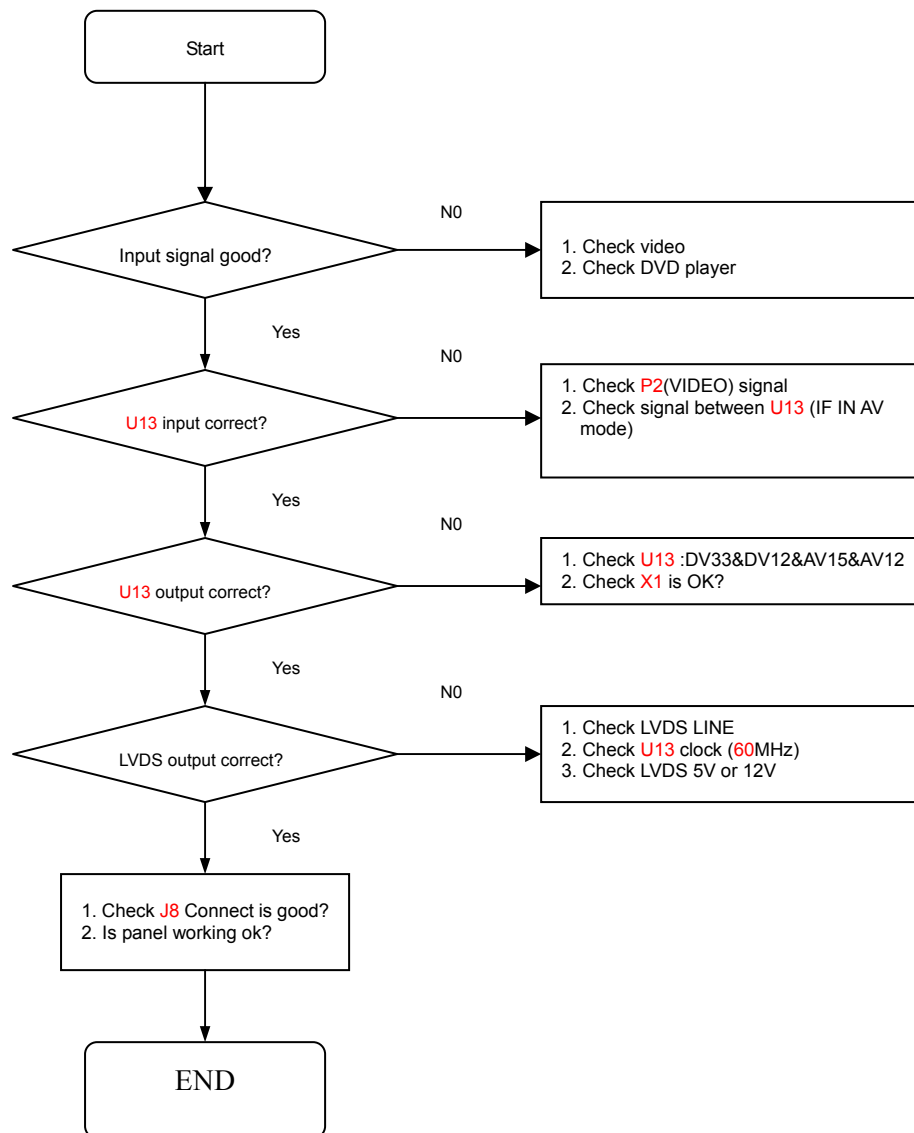 Start
Input signal good?
N0
1. Check video
2. Check DVD player
Yes
U13 input correct?
N0
1. Check P2(VIDEO) signal
2. Check signal between U13 (IF IN AV
mode)
Yes
U13 output correct?
N0
1. Check U13 :DV33&DV12&AV15&AV12
2. Check X1 is OK?
Yes
LVDS output correct?
N0
1. Check LVDS LINE
2. Check U13 clock (60MHz)
3. Check LVDS 5V or 12V
Yes
1. Check J8 Connect is good?
2. Is panel working ok?
END